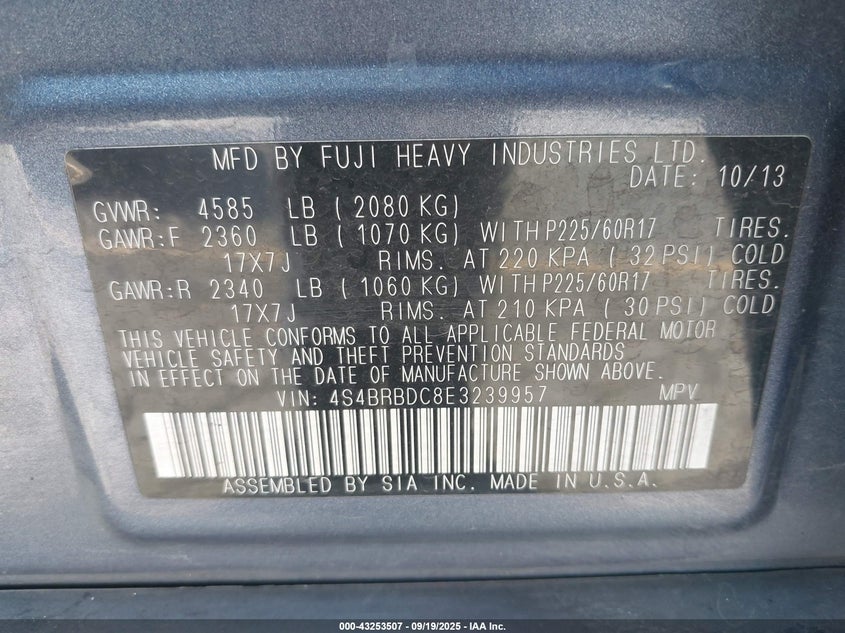 MFD BY FUJI HEAVY INDUSTRIES LTD.
DATE: 10/13
GVWR: 4585 LB ( 2080 KG)
GAWR:F 2360 LB ( 1070 KG) WITH P225/60R17 TIRES.
17X7J RIMS. AT 220 KPA ( 32 PSI) COLD
GAWR:R 2340 LB ( 1060 KG) WITH P225/60R17 TIRES.
17X7J RIMS. AT 210 KPA ( 30 PSI) COLD
THIS VEHICLE CONFORMS TO ALL APPLICABLE FEDERAL MOTOR
VEHICLE SAFETY AND THEFT PREVENTION STANDARDS
IN EFFECT ON THE DATE OF MANUFACTURE SHOWN ABOVE.
VIN: 4S4BRBDC8E3239957 MPV
ASSEMBLED BY SIA INC. MADE IN U.S.A.
000-43253507 - 09/19/2025 - IAA Inc.